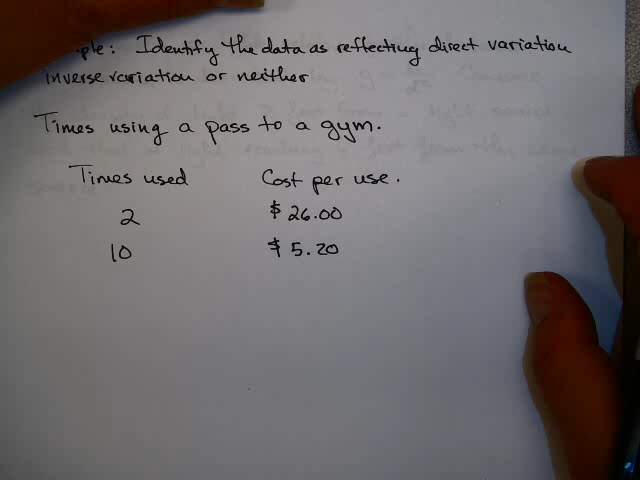 ple: Identify the data as reflecting direct variation
inverse variation or neither
Times using a pass to a gym.
Times used Cost per use.
2 $26.00
10 $5.20